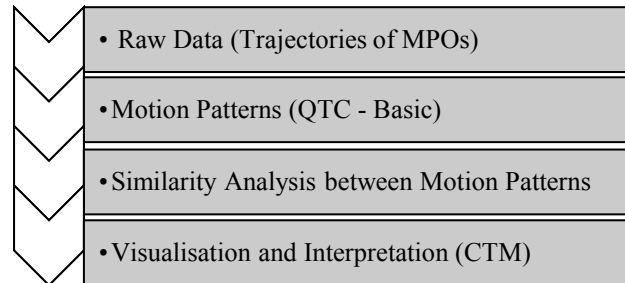 • Raw Data (Trajectories of MPOs)
•Motion Patterns (QTC - Basic)
•Similarity Analysis between Motion Patterns
•Visualisation and Interpretation (CTM)